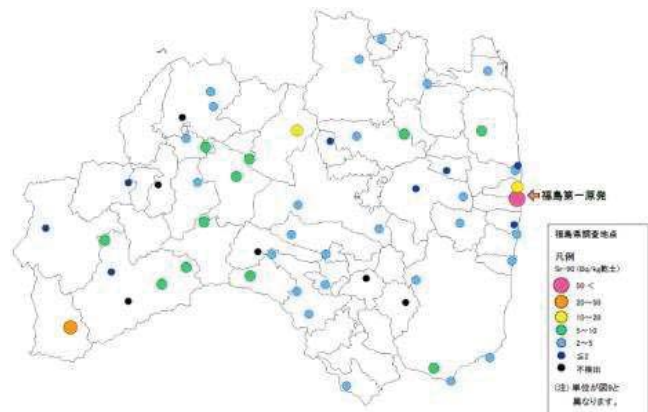 福島第一原発
福島県調査地点
凡例
Sr-90 (Bq/kg乾土)
50 <
20~50
10~20
5~10
2~5
≦2
不検出
(注) 単位が図9と
異なります。